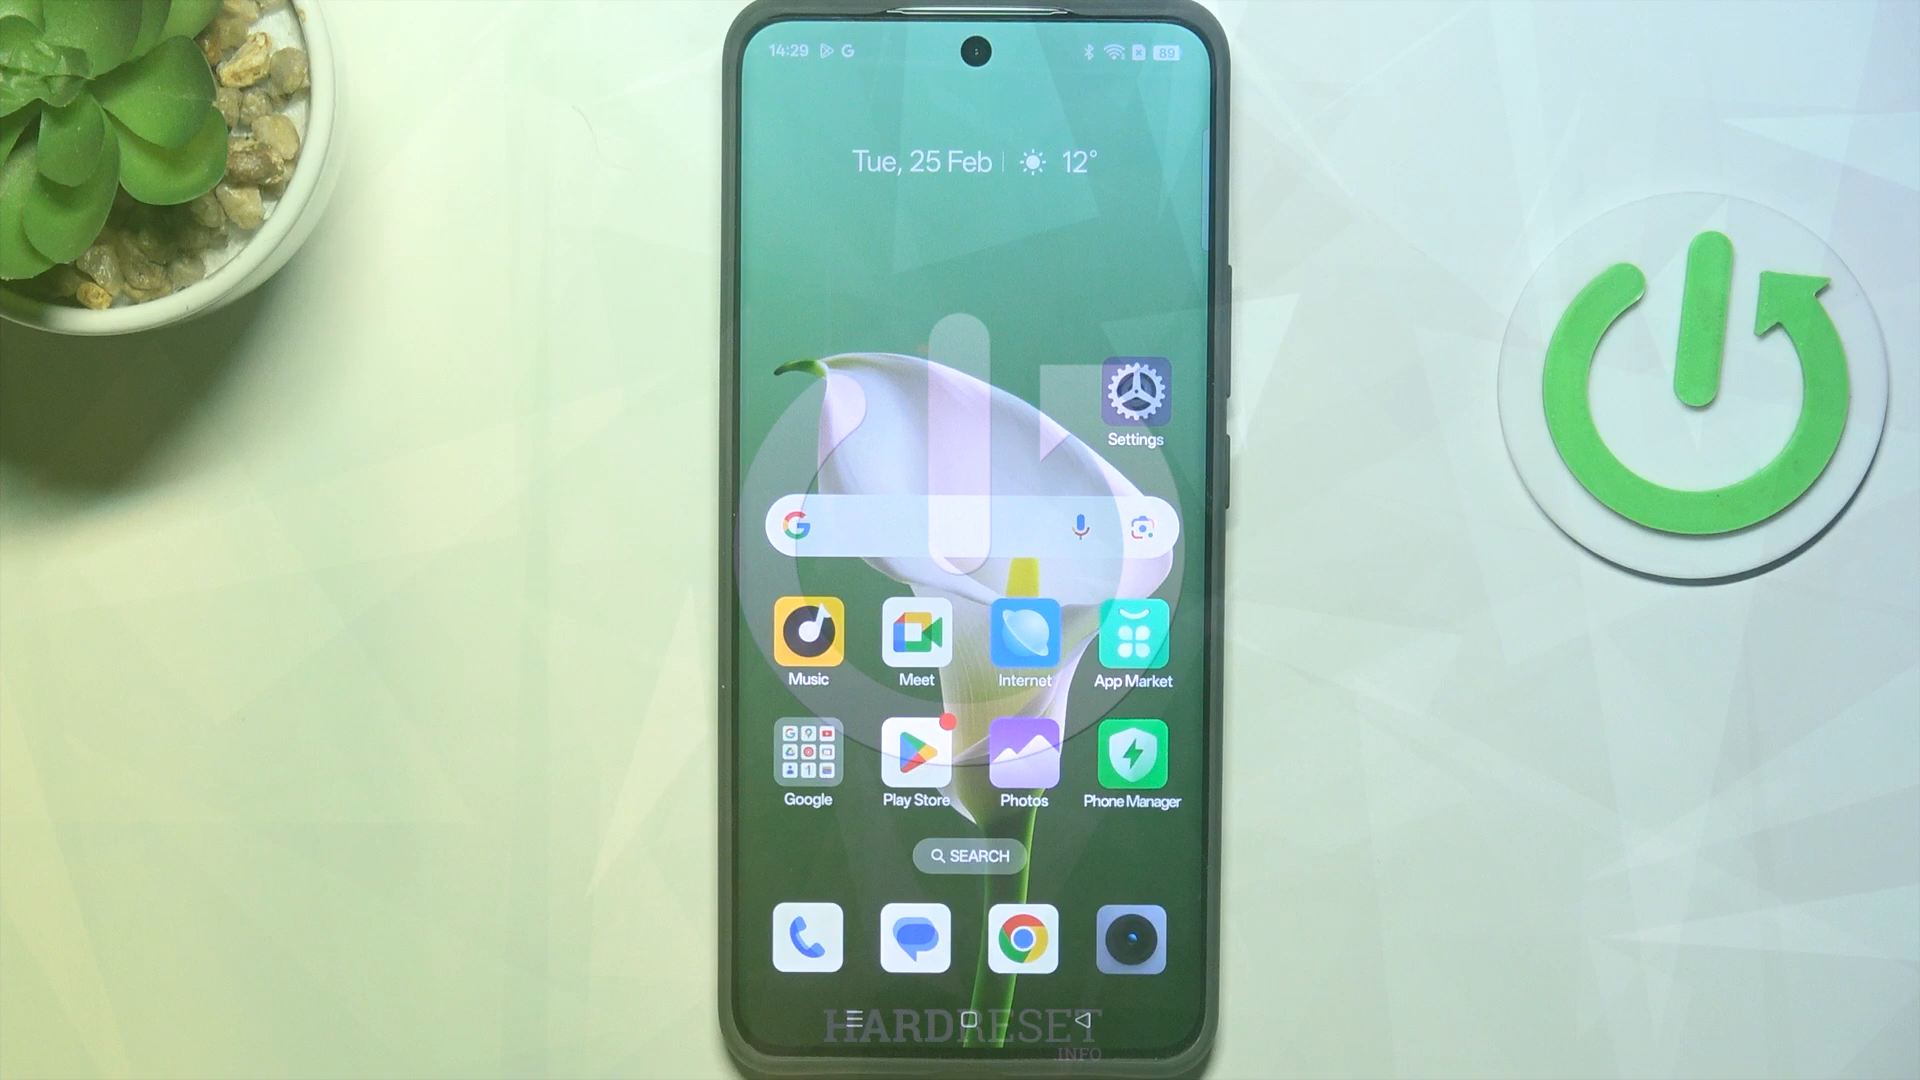 14:29
89
Tue, 25 Feb
12°
Settings
Music
Meet
Internet
App Market
Google
Play Store
Photos
Phone Manager
SEARCH
HARDRESET
.INFO